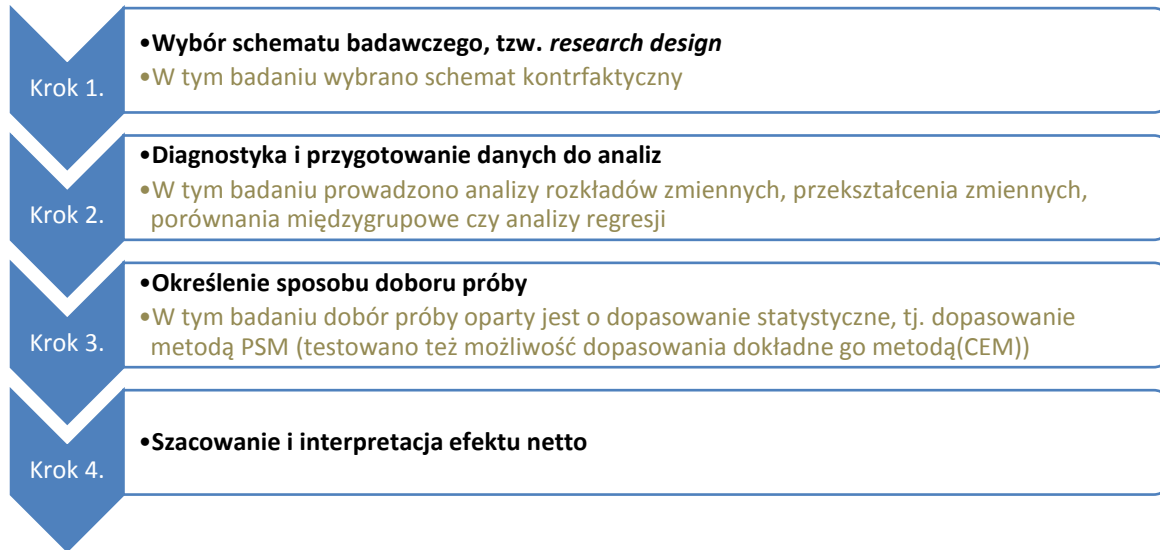 Krok 1.
•Wybór schematu badawczego, tzw. research design
•W tym badaniu wybrano schemat kontrfaktyczny
Krok 2.
•Diagnostyka i przygotowanie danych do analiz
•W tym badaniu prowadzono analizy rozkładów zmiennych, przekształcenia zmiennych,
porównania międzygrupowe czy analizy regresji
Krok 3.
•Określenie sposobu doboru próby
•W tym badaniu dobór próby oparty jest o dopasowanie statystyczne, tj. dopasowanie
metodą PSM (testowano też możliwość dopasowania dokładne go metodą(CEM))
Krok 4.
•Szacowanie i interpretacja efektu netto